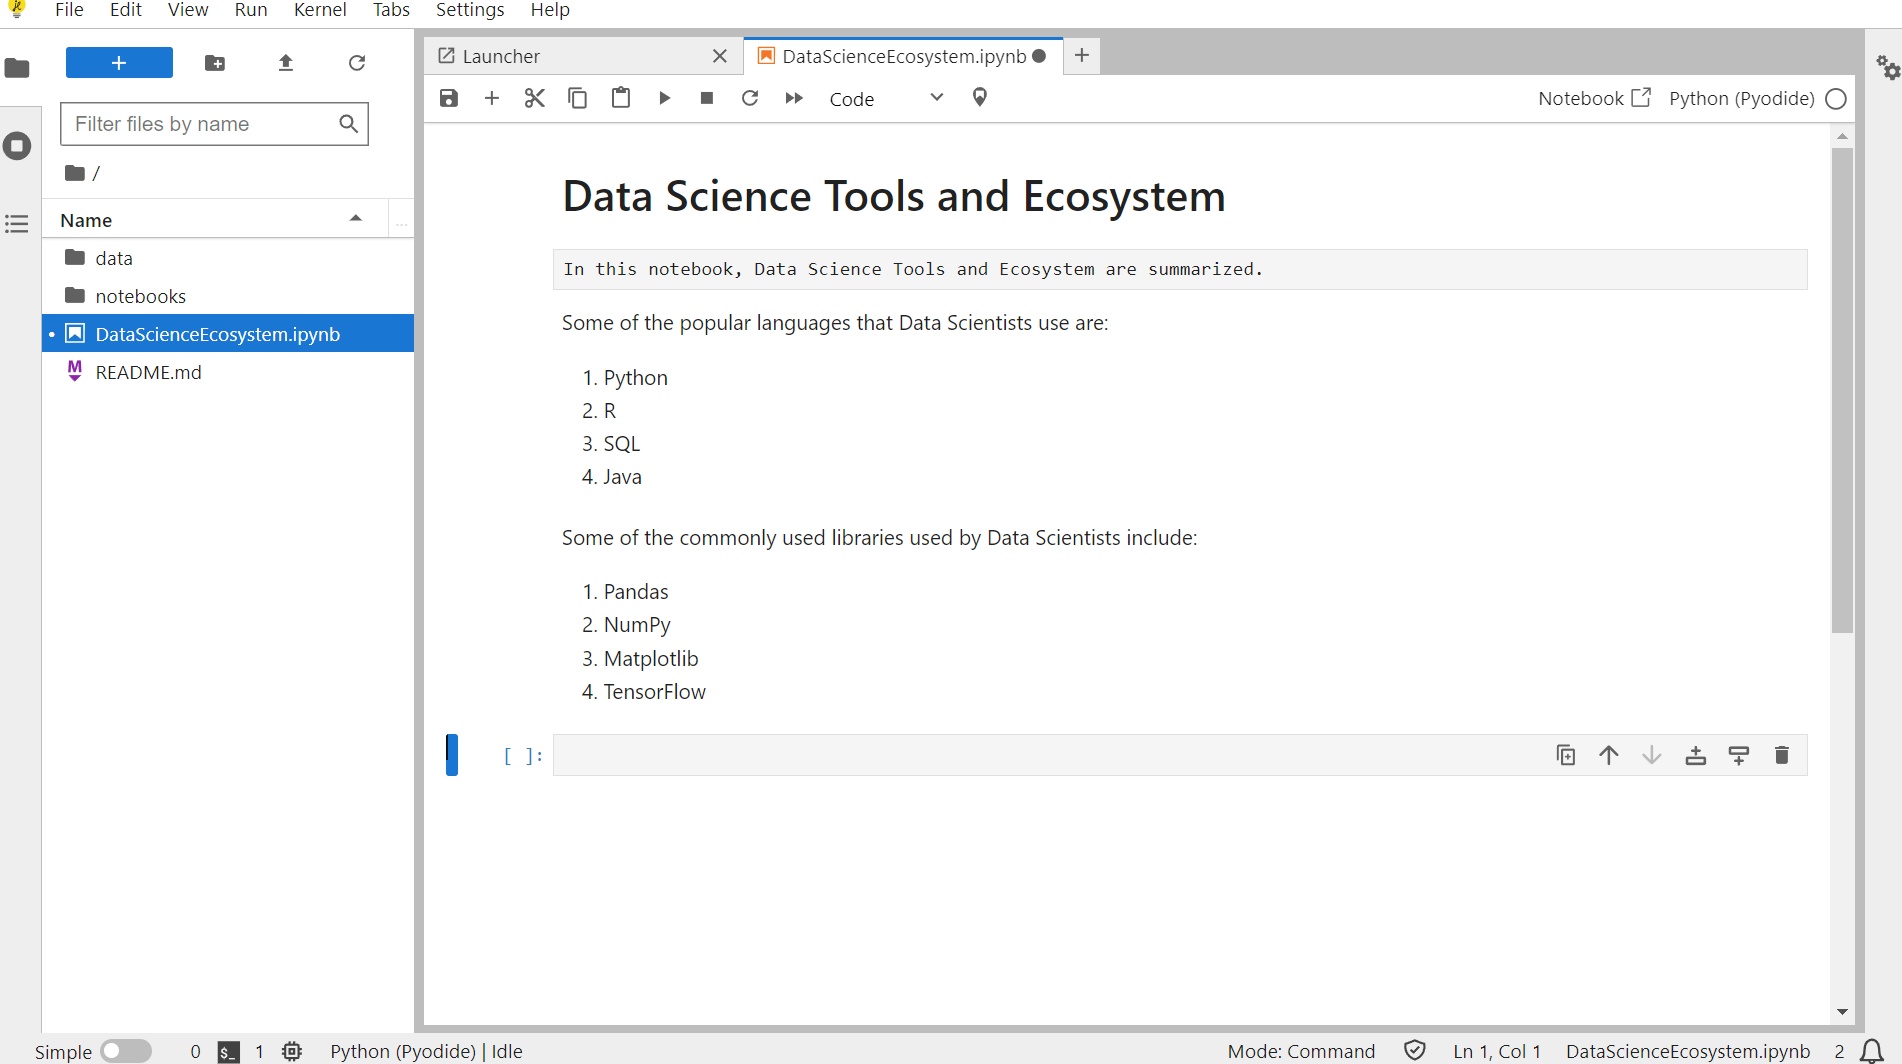 File Edit View Run Kernel Tabs Settings Help
+
Filter files by name
/
Name
...
data
notebooks
• DataScienceEcosystem.ipynb
README.md
Launcher
DataScienceEcosystem.ipynb
Code
Notebook
Python (Pyodide)
Data Science Tools and Ecosystem
In this notebook, Data Science Tools and Ecosystem are summarized.
Some of the popular languages that Data Scientists use are:
1. Python
2. R
3. SQL
4. Java
Some of the commonly used libraries used by Data Scientists include:
1. Pandas
2. NumPy
3. Matplotlib
4. TensorFlow
[ ]:
Simple 0 $_ 1 Python (Pyodide) | Idle Mode: Command Ln 1, Col 1 DataScienceEcosystem.ipynb 2